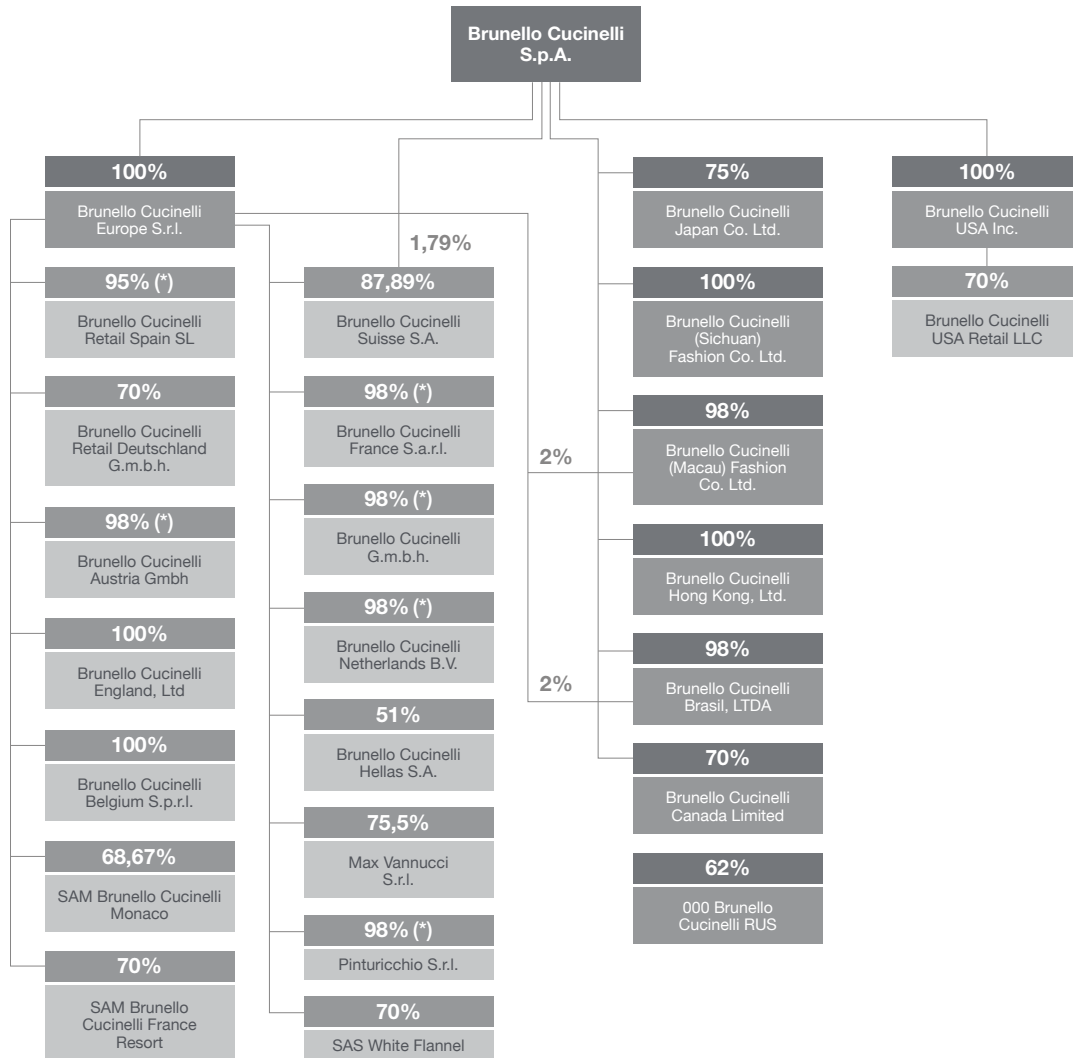 Brunello Cucinelli
S.p.A.
100%
Brunello Cucinelli
Europe S.r.l.
95% (*)
Brunello Cucinelli
Retail Spain SL
70%
Brunello Cucinelli
Retail Deutschland
G.m.b.h.
98% (*)
Brunello Cucinelli
Austria Gmbh
100%
Brunello Cucinelli
England, Ltd
100%
Brunello Cucinelli
Belgium S.p.r.l.
68,67%
SAM Brunello Cucinelli
Monaco
70%
SAM Brunello
Cucinelli France
Resort
1,79%
87,89%
Brunello Cucinelli
Suisse S.A.
98% (*)
Brunello Cucinelli
France S.a.r.l.
98% (*)
Brunello Cucinelli
G.m.b.h.
98% (*)
Brunello Cucinelli
Netherlands B.V.
51%
Brunello Cucinelli
Hellas S.A.
75,5%
Max Vannucci
S.r.l.
98% (*)
Pinturicchio S.r.l.
70%
SAS White Flannel
2%
2%
75%
Brunello Cucinelli
Japan Co. Ltd.
100%
Brunello Cucinelli
(Sichuan)
Fashion Co. Ltd.
98%
Brunello Cucinelli
(Macau) Fashion
Co. Ltd.
100%
Brunello Cucinelli
Hong Kong, Ltd.
98%
Brunello Cucinelli
Brasil, LTDA
70%
Brunello Cucinelli
Canada Limited
62%
000 Brunello
Cucinelli RUS
100%
Brunello Cucinelli
USA Inc.
70%
Brunello Cucinelli
USA Retail LLC